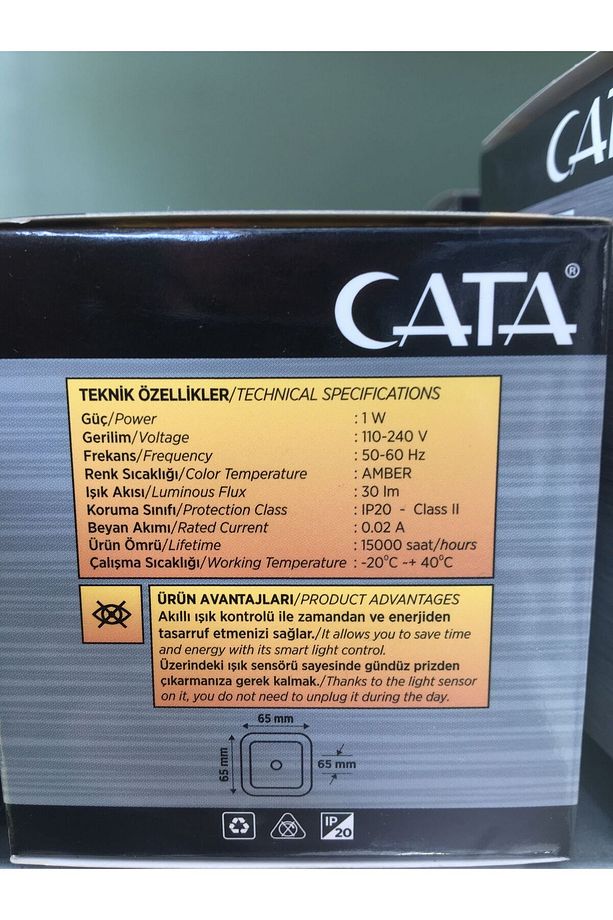 CATA
CATA®
TEKNİK ÖZELLİKLER/TECHNICAL SPECIFICATIONS
Güç/Power : 1 W
Gerilim/Voltage : 110-240 V
Frekans/Frequency : 50-60 Hz
Renk Sıcaklığı/Color Temperature : AMBER
Işık Akısı/Luminous Flux : 30 lm
Koruma Sınıfı/Protection Class : IP20 - Class II
Beyan Akımı/Rated Current : 0.02 A
Ürün Ömrü/Lifetime : 15000 saat/hours
Çalışma Sıcaklığı/Working Temperature : -20°C ~+ 40°C
ÜRÜN AVANTAJLARI/PRODUCT ADVANTAGES
Akıllı ışık kontrolü ile zamandan ve enerjiden
tasarruf etmenizi sağlar./It allows you to save time
and energy with its smart light control.
Üzerindeki ışık sensörü sayesinde gündüz prizden
çıkarmanıza gerek kalmaz./Thanks to the light sensor
on it, you do not need to unplug it during the day.
65 mm
65 mm
65 mm
IP
20